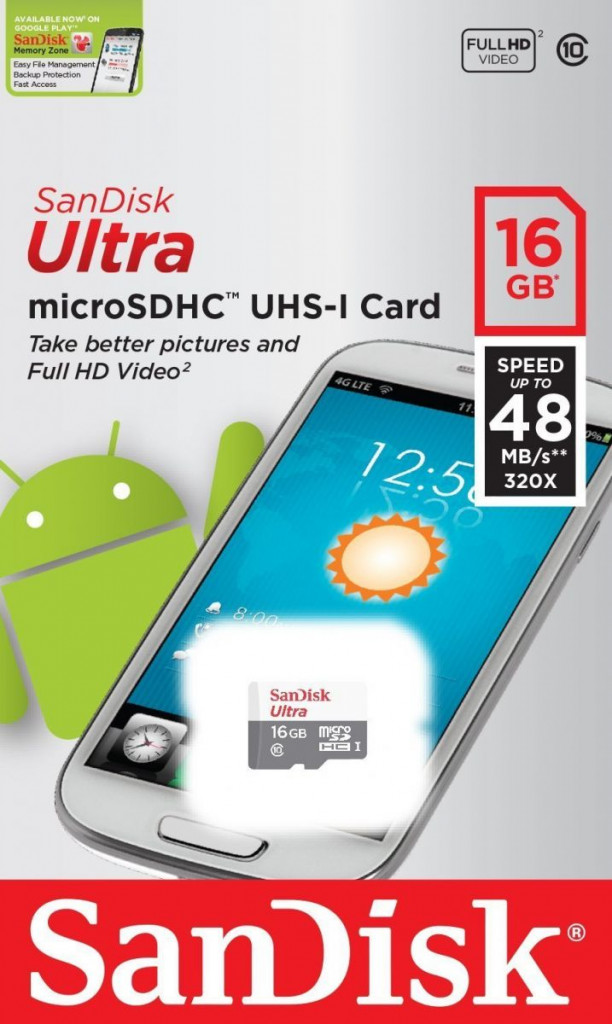 AVAILABLE NOW¹ ON
GOOGLE PLAY™
SanDisk
Memory Zone
Easy File Management
Backup Protection
Fast Access
FULL HD
VIDEO
2
10
SanDisk
Ultra
microSDHC™ UHS-I Card
Take better pictures and
Full HD Video²
16
GB*
SPEED
UP TO
48
MB/s**
320X
4G LTE
12:56
8:00
SanDisk
Ultra
16GB
micro
SD
HC I
10
SanDisk®